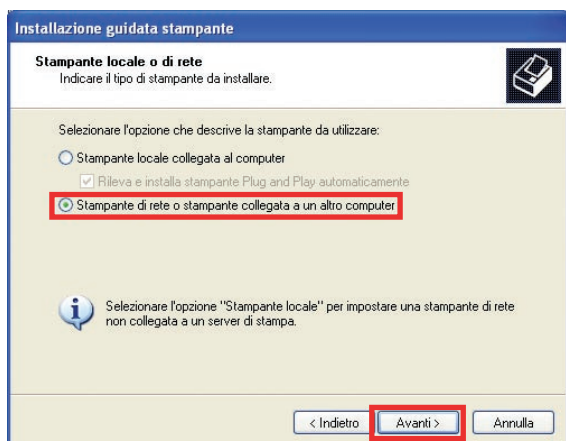 Installazione guidata stampante
Stampante locale o di rete
Indicare il tipo di stampante da installare.
Selezionare l'opzione che descrive la stampante da utilizzare:
Stampante locale collegata al computer
Rileva e installa stampante Plug and Play automaticamente
Stampante di rete o stampante collegata a un altro computer
Selezionare l'opzione "Stampante locale" per impostare una stampante di rete
non collegata a un server di stampa.
< Indietro Avanti > Annulla